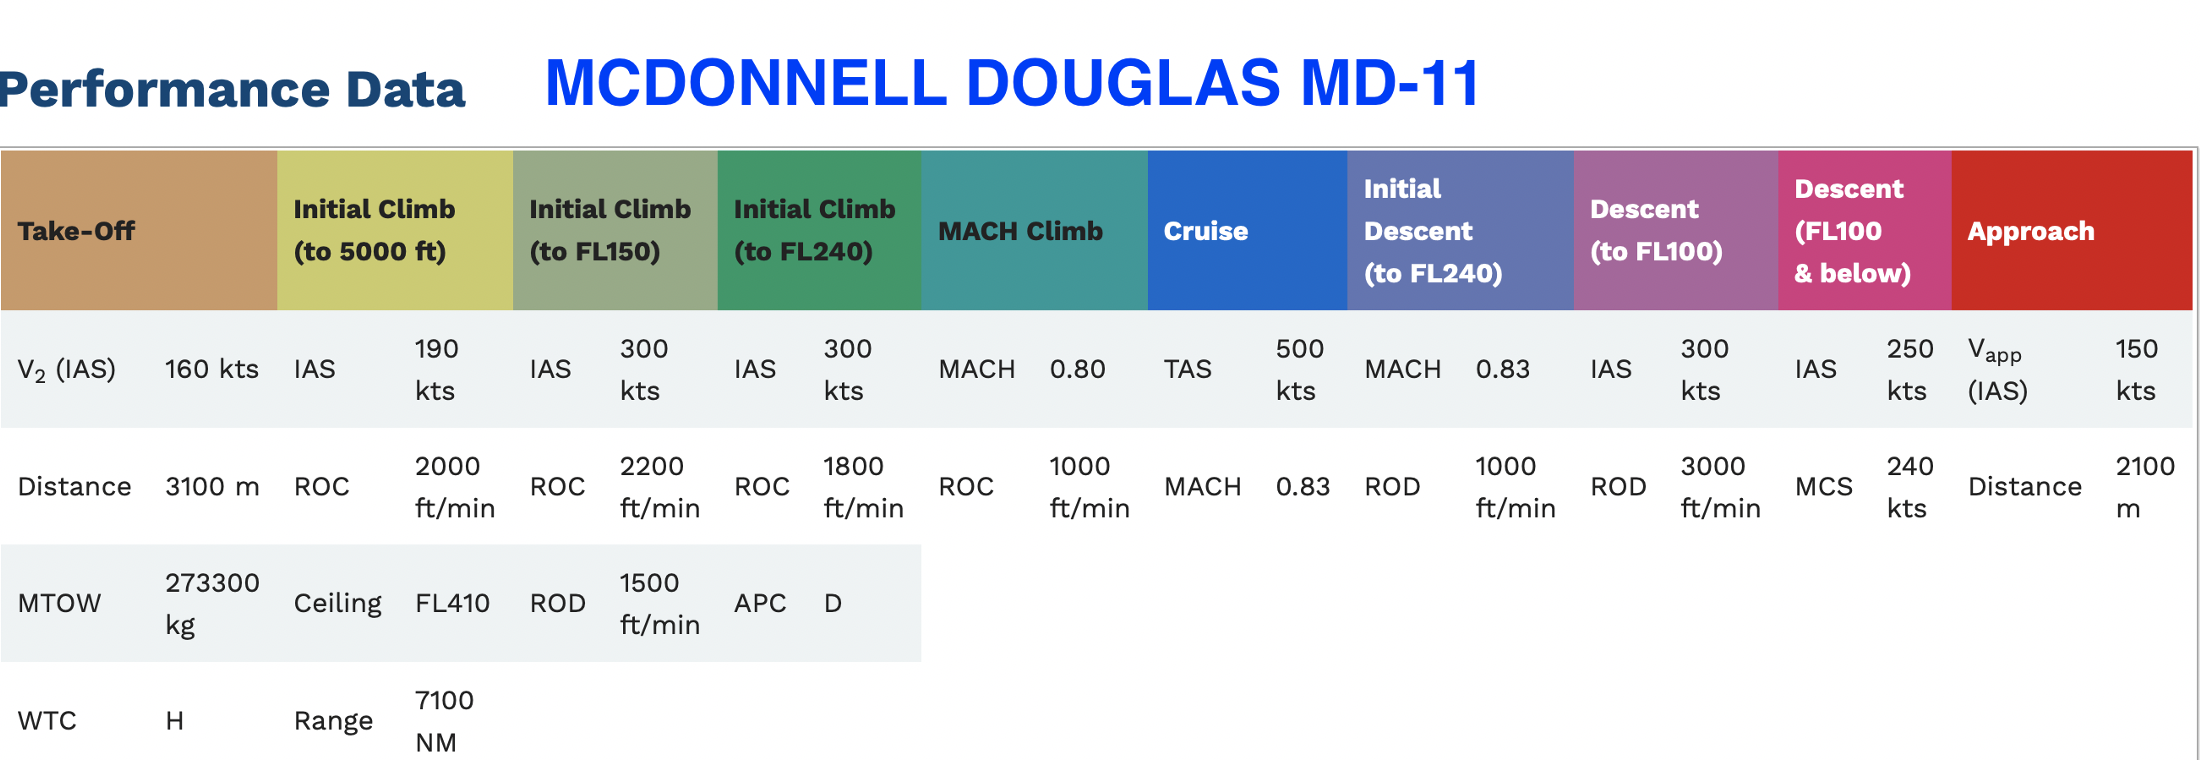 Performance Data MCDONNELL DOUGLAS MD-11
Take-Off
Initial Climb
(to 5000 ft)
Initial Climb
(to FL150)
Initial Climb
(to FL240)
MACH Climb
Cruise
Initial
Descent
(to FL240)
Descent
(to FL100)
Descent
(FL100
& below)
Approach
V2 (IAS)
160 kts
IAS
190
kts
IAS
300
kts
IAS
300
kts
MACH
0.80
TAS
500
kts
MACH
0.83
IAS
300
kts
IAS
250
kts
Vapp
(IAS)
150
kts
Distance
3100 m
ROC
2000
ft/min
ROC
2200
ft/min
ROC
1800
ft/min
ROC
1000
ft/min
MACH
0.83
ROD
1000
ft/min
ROD
3000
ft/min
MCS
240
kts
Distance
2100
m
MTOW
273300
kg
Ceiling
FL410
ROD
1500
ft/min
APC
D
WTC
H
Range
7100
NM